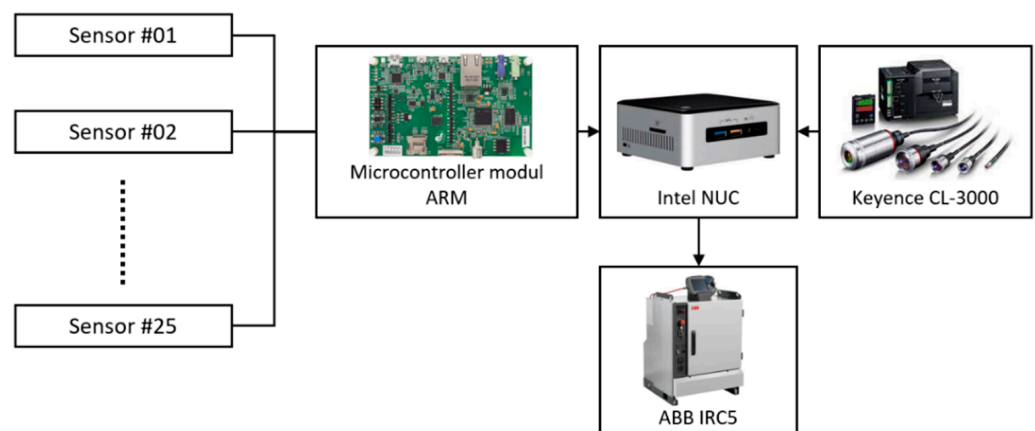 Sensor #01
Sensor #02
Sensor #25
Microcontroller modul
ARM
Intel NUC
Keyence CL-3000
ABB IRC5